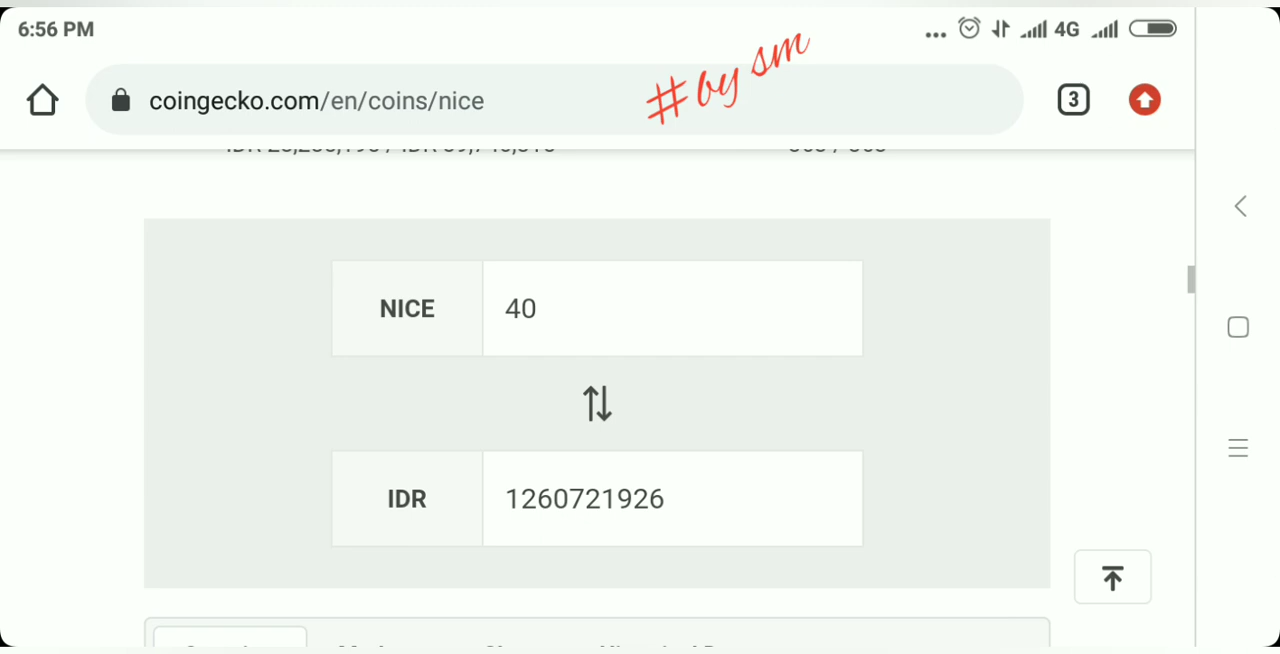 6:56 PM
... 4G
coingecko.com/en/coins/nice
3
#by sm
NICE 40
IDR 1260721926